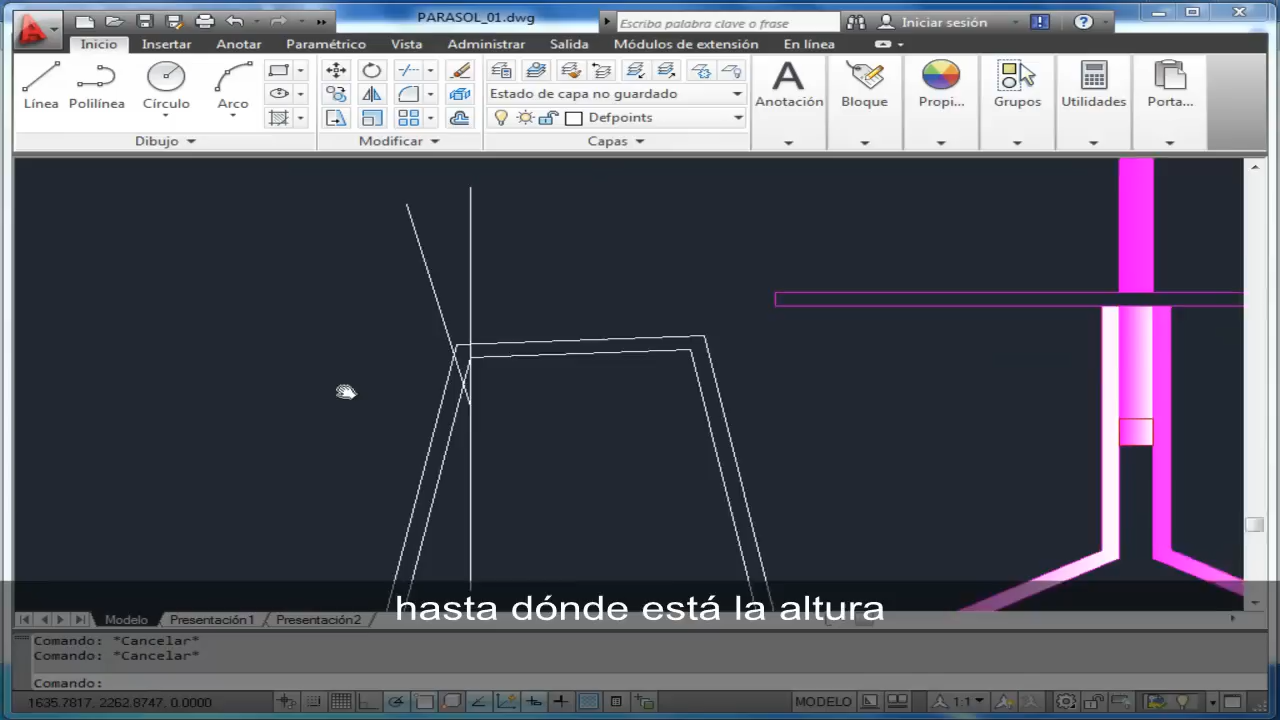 PARASOL_01.dwg
Escriba palabra clave o frase
Iniciar sesión
Inicio
Insertar
Anotar
Paramétrico
Vista
Administrar
Salida
Módulos de extensión
En línea
Línea
Polilínea
Círculo
Arco
Estado de capa no guardado
Defpoints
Anotación
Bloque
Propi...
Grupos
Utilidades
Porta...
Dibujo
Modificar
Capas
hasta dónde está la altura
Modelo
Presentación1
Presentación2
Comando: *Cancelar*
Comando: *Cancelar*
Comando:
1635.7817, 2262.8747, 0.0000
MODELO
1:1